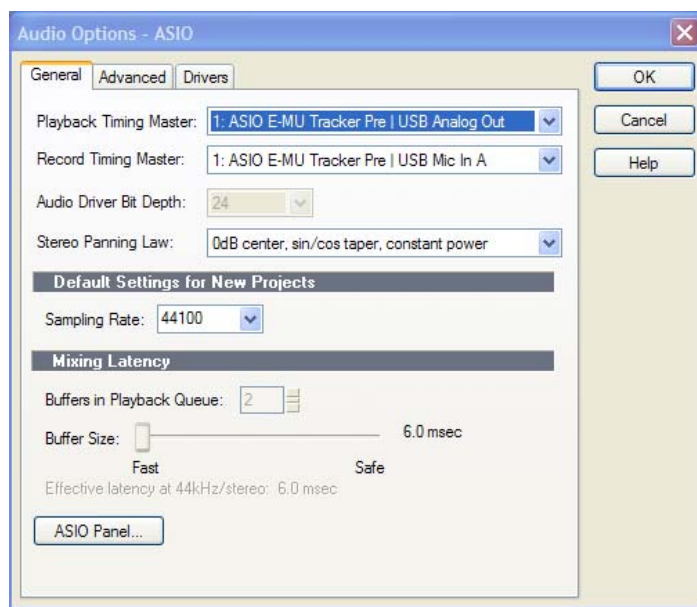 Audio Options - ASIO
General Advanced Drivers
OK
Playback Timing Master: 1: ASIO E-MU Tracker Pre | USB Analog Out
Cancel
Record Timing Master: 1: ASIO E-MU Tracker Pre | USB Mic In A
Help
Audio Driver Bit Depth: 24
Stereo Panning Law: 0dB center, sin/cos taper, constant power
Default Settings for New Projects
Sampling Rate: 44100
Mixing Latency
Buffers in Playback Queue: 2
Buffer Size: 6.0 msec
Fast Safe
Effective latency at 44kHz/stereo: 6.0 msec
ASIO Panel...